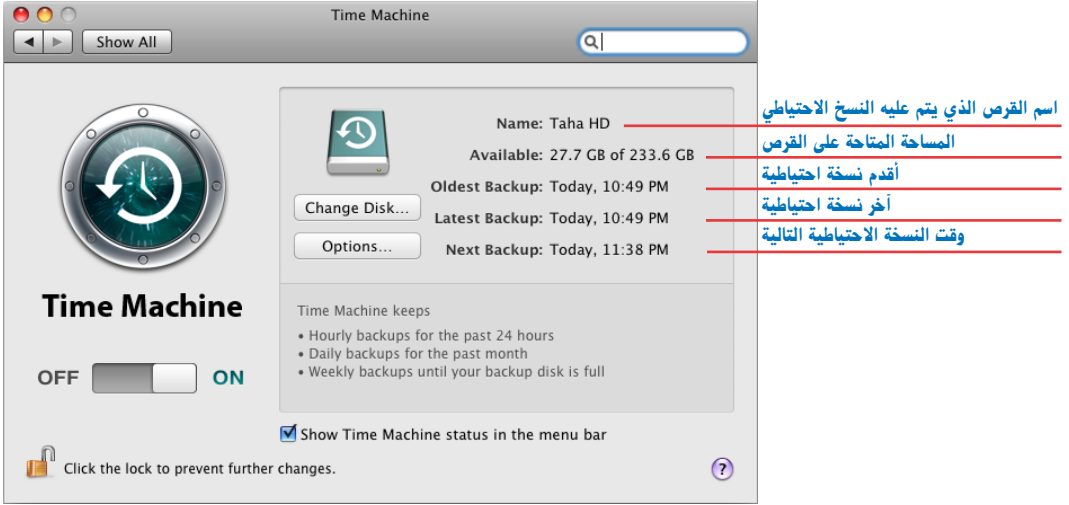 Time Machine
Show All
Name: Taha HD
اسم القرص الذي يتم عليه النسخ الاحتياطي
Available: 27.7 GB of 233.6 GB
المساحة المتاحة على القرص
Oldest Backup: Today, 10:49 PM
أقدم نسخة احتياطية
Change Disk...
Latest Backup: Today, 10:49 PM
آخر نسخة احتياطية
Options...
Next Backup: Today, 11:38 PM
وقت النسخة الاحتياطية التالية
Time Machine
Time Machine keeps
• Hourly backups for the past 24 hours
• Daily backups for the past month
• Weekly backups until your backup disk is full
OFF ON
Show Time Machine status in the menu bar
Click the lock to prevent further changes.
?